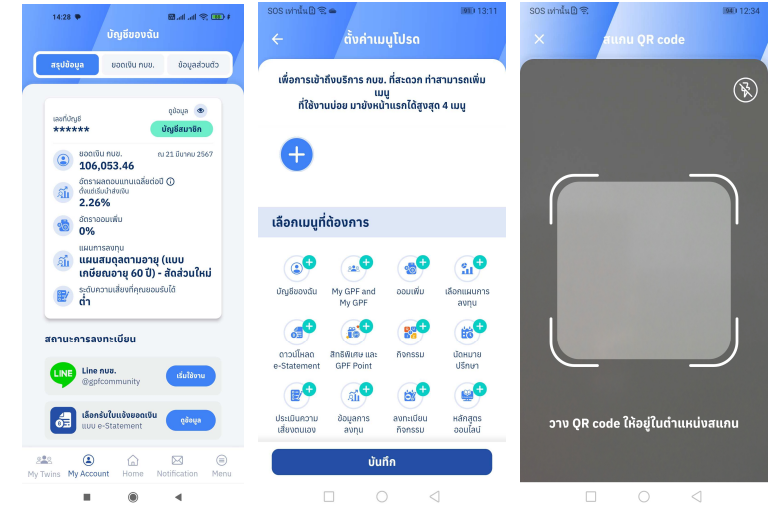 14:28
บัญชีของฉัน
สรุปข้อมูล
ยอดเงิน กบข.
ข้อมูลส่วนตัว
ดูข้อมูล
เลขที่บัญชี
******
บัญชีสมาชิก
ยอดเงิน กบข.
ณ 21 มีนาคม 2567
106,053.46
อัตราผลตอบแทนเฉลี่ยต่อปี
ตั้งแต่เริ่มนำส่งเงิน
2.26%
อัตราออมเพิ่ม
0%
แผนการลงทุน
แผนสมดุลตามอายุ (แบบ
เกษียณอายุ 60 ปี) - สัดส่วนใหม่
ระดับความเสี่ยงที่คุณยอมรับได้
ต่ำ
สถานะการลงทะเบียน
LINE
Line กบข.
@gpfcommunity
เริ่มใช้งาน
เลือกรับใบแจ้งยอดเงิน
แบบ e-Statement
ดูข้อมูล
My Twins
My Account
Home
Notification
Menu
SOS เท่านั้น
13:11
ตั้งค่าเมนูโปรด
เพื่อการเข้าถึงบริการ กบข. ที่สะดวก ท่าสามารถเพิ่ม
เมนู
ที่ใช้งานบ่อย มายังหน้าแรกได้สูงสุด 4 เมนู
เลือกเมนูที่ต้องการ
บัญชีของฉัน
My GPF and
My GPF
ออมเพิ่ม
เลือกแผนการ
ลงทุน
ดาวน์โหลด
e-Statement
สิทธิพิเศษ และ
GPF Point
กิจกรรม
นัดหมาย
ปรึกษา
ประเมินความ
เสี่ยงตนเอง
ข้อมูลการ
ลงทุน
ลงทะเบียน
กิจกรรม
หลักสูตร
ออนไลน์
บันทึก
SOS เท่านั้น
12:34
สแกน QR code
วาง QR code ให้อยู่ในตำแหน่งสแกน